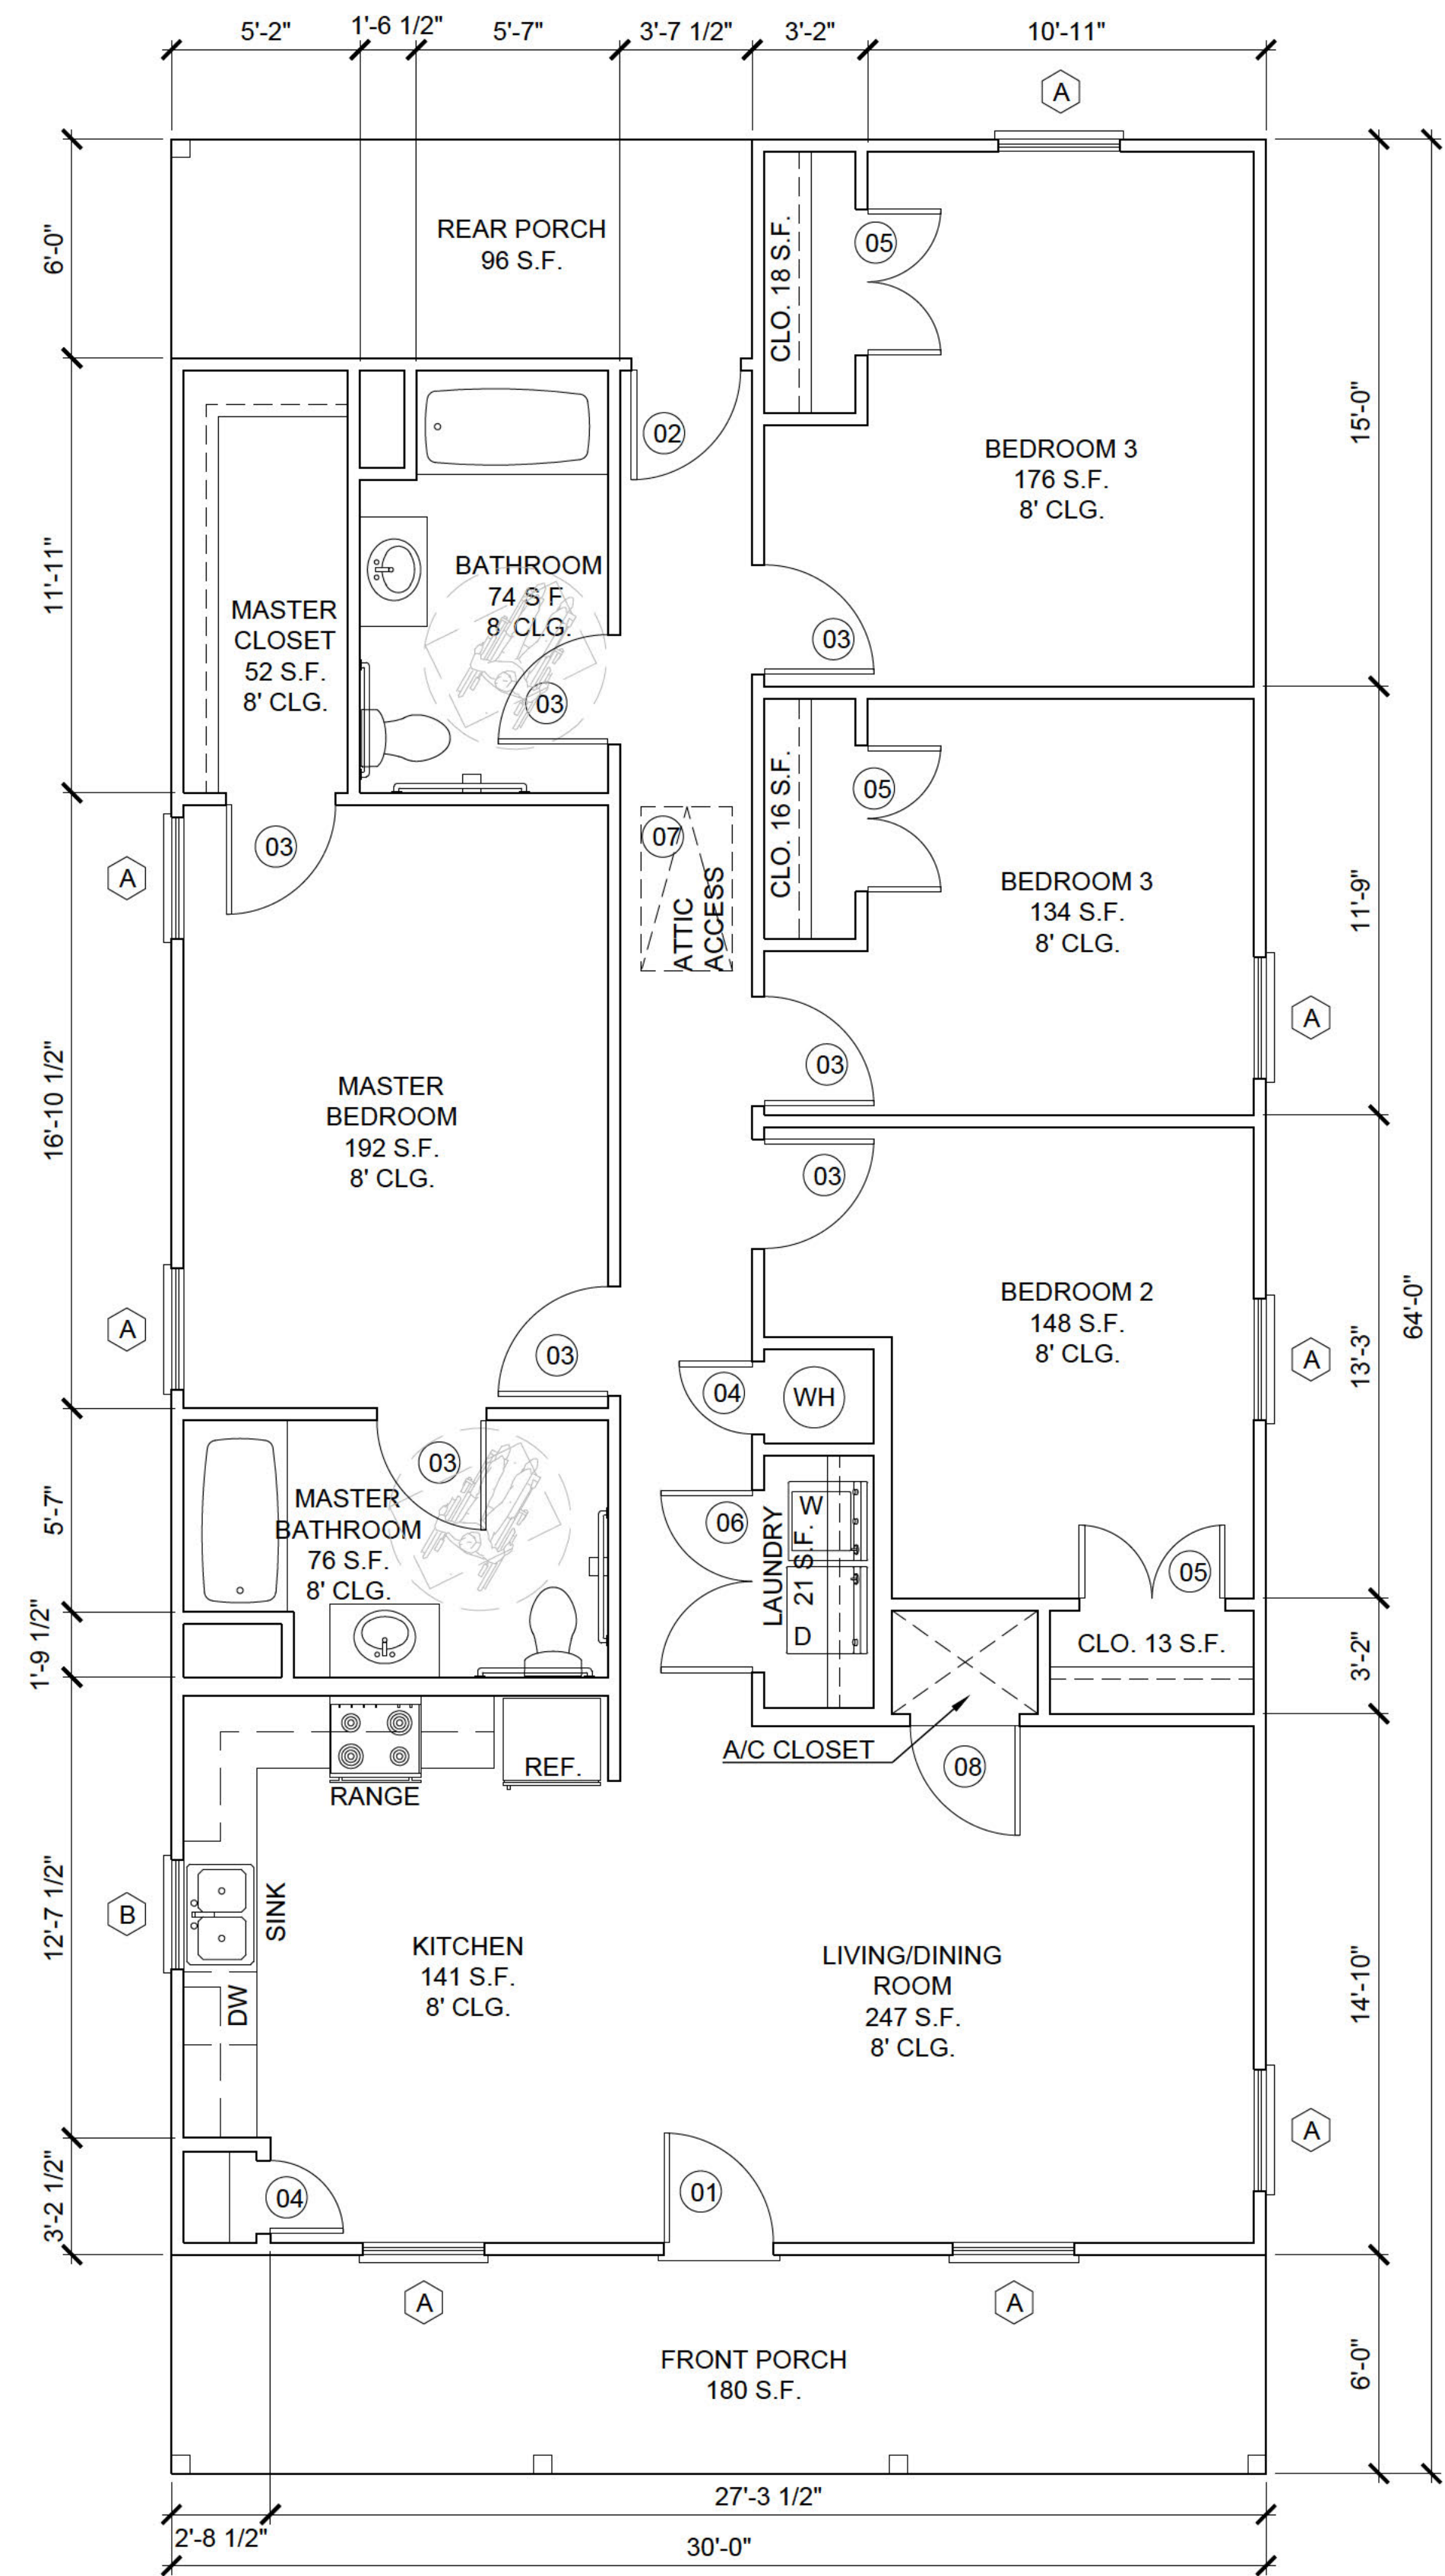 5'-2"
1'-6 1/2"
5'-7"
3'-7 1/2"
3'-2"
10'-11"
A
6'-0"
REAR PORCH
96 S.F.
CLO. 18 S.F.
05
02
BEDROOM 3
176 S.F.
8' CLG.
15'-0"
11'-11"
MASTER
CLOSET
52 S.F.
8' CLG.
BATHROOM
74 S F
8' CLG.
03
03
03
A
07
ATTIC
ACCESS
CLO. 16 S.F.
05
BEDROOM 3
134 S.F.
8' CLG.
11'-9"
A
03
16'-10 1/2"
MASTER
BEDROOM
192 S.F.
8' CLG.
03
A
03
04
WH
BEDROOM 2
148 S.F.
8' CLG.
A
13'-3"
64'-0"
5'-7"
03
MASTER
BATHROOM
76 S.F.
8' CLG.
06
LAUNDRY
21 S.F.
W
D
05
CLO. 13 S.F.
3'-2"
1'-9 1/2"
A/C CLOSET
08
RANGE
REF.
12'-7 1/2"
B
SINK
DW
KITCHEN
141 S.F.
8' CLG.
LIVING/DINING
ROOM
247 S.F.
8' CLG.
14'-10"
A
3'-2 1/2"
04
01
A
A
FRONT PORCH
180 S.F.
6'-0"
27'-3 1/2"
2'-8 1/2"
30'-0"